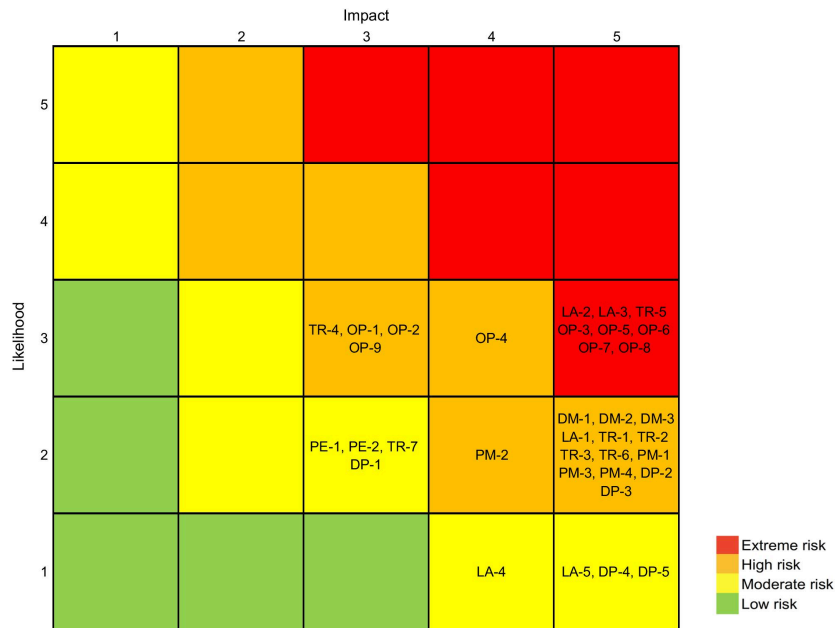 Impact
1 2 3 4 5
5
4
Likelihood
3
TR-4, OP-1, OP-2
OP-9
OP-4
LA-2, LA-3, TR-5
OP-3, OP-5, OP-6
OP-7, OP-8
2
PE-1, PE-2, TR-7
DP-1
PM-2
DM-1, DM-2, DM-3
LA-1, TR-1, TR-2
TR-3, TR-6, PM-1
PM-3, PM-4, DP-2
DP-3
1
LA-4
LA-5, DP-4, DP-5
Extreme risk
High risk
Moderate risk
Low risk